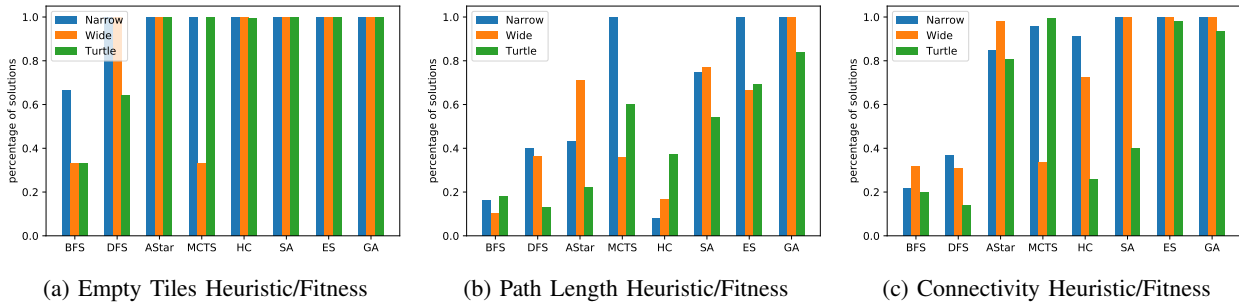 percentage of solutions
1.0
0.8
0.6
0.4
0.2
0.0
Narrow
Wide
Turtle
BFS DFS AStar MCTS HC SA ES GA
(a) Empty Tiles Heuristic/Fitness
percentage of solutions
1.0
0.8
0.6
0.4
0.2
0.0
Narrow
Wide
Turtle
BFS DFS AStar MCTS HC SA ES GA
(b) Path Length Heuristic/Fitness
percentage of solutions
1.0
0.8
0.6
0.4
0.2
0.0
Narrow
Wide
Turtle
BFS DFS AStar MCTS HC SA ES GA
(c) Connectivity Heuristic/Fitness